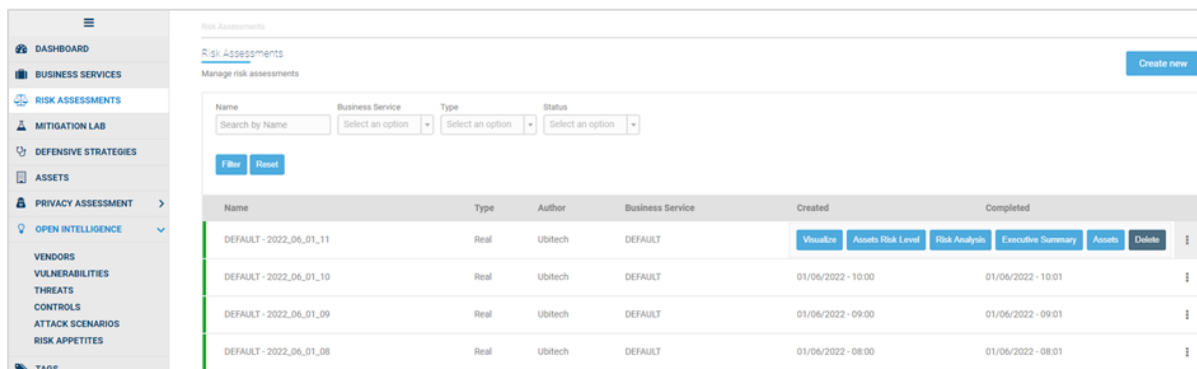 Risk Assessments
DASHBOARD
BUSINESS SERVICES
RISK ASSESSMENTS
MITIGATION LAB
DEFENSIVE STRATEGIES
ASSETS
PRIVACY ASSESSMENT
OPEN INTELLIGENCE
VENDORS
VULNERABILITIES
THREATS
CONTROLS
ATTACK SCENARIOS
RISK APPETITES
TAGS
Risk Assessments
Manage risk assessments
Create new
Name Business Service Type Status
Search by Name Select an option Select an option Select an option
Filter Reset
Name Type Author Business Service Created Completed
DEFAULT - 2022_06_01_11 Real Ubitech DEFAULT Visualize Assets Risk Level Risk Analysis Executive Summary Assets Delete
DEFAULT - 2022_06_01_10 Real Ubitech DEFAULT 01/06/2022 - 10:00 01/06/2022 - 10:01
DEFAULT - 2022_06_01_09 Real Ubitech DEFAULT 01/06/2022 - 09:00 01/06/2022 - 09:01
DEFAULT - 2022_06_01_08 Real Ubitech DEFAULT 01/06/2022 - 08:00 01/06/2022 - 08:01